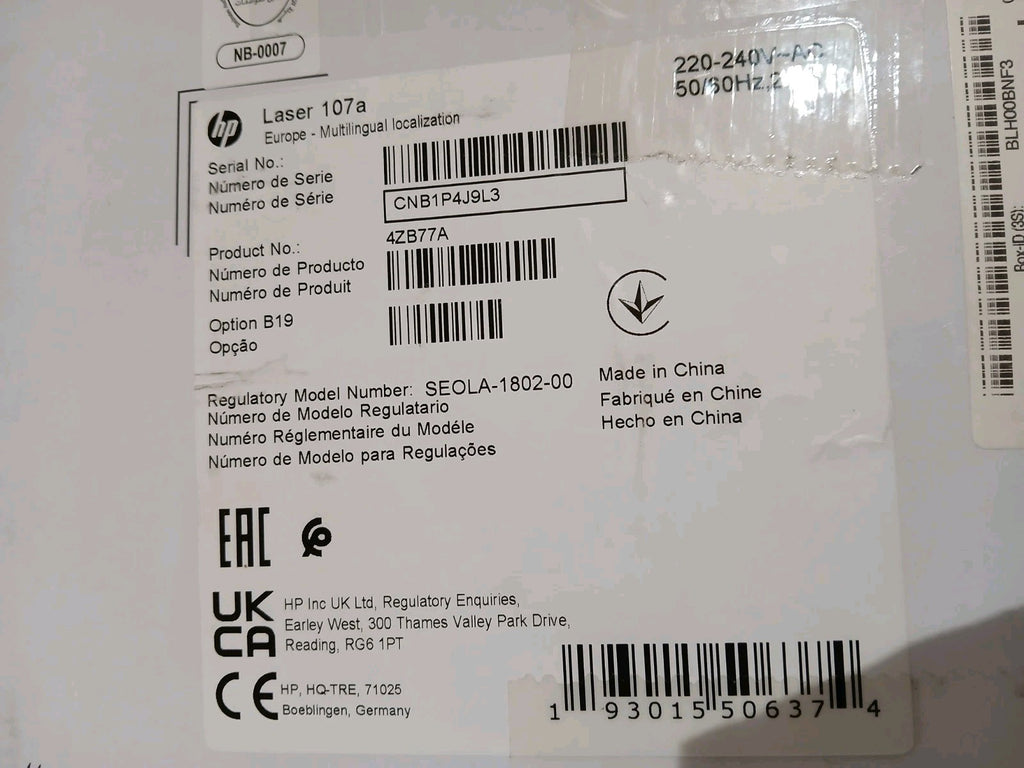 NB-0007
220-240V~AC
50/60Hz,2
hp
Laser 107a
Europe - Multilingual localization
Serial No.:
Número de Serie
Numéro de Série
CNB1P4J9L3
Product No.:
Número de Producto
Numéro de Produit
4ZB77A
Option B19
Opção
Regulatory Model Number: SEOLA-1802-00
Número de Modelo Regulatario
Numéro Réglementaire du Modéle
Número de Modelo para Regulações
Made in China
Fabriqué en Chine
Hecho en China
EAC
UK
CA
HP Inc UK Ltd, Regulatory Enquiries,
Earley West, 300 Thames Valley Park Drive,
Reading, RG6 1PT
CE
HP, HQ-TRE, 71025
Boeblingen, Germany
1 93015 50637 4
BLH00BNF3
Box-ID (3S):